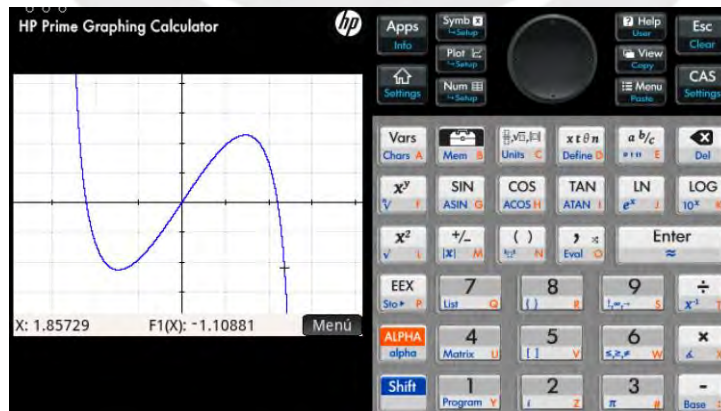 HP Prime Graphing Calculator
hp
X: 1.85729 F1(X): -1.10881 Menú
Apps
Info
Symb
Setup
Plot
Setup
Num
Setup
Help
User
View
Copy
Menu
Paste
Esc
Clear
CAS
Settings
Settings
Vars
Chars A
Mem B
Units C
x t θ n
Define D
a b/c
E
Del
xʸ
F
SIN
ASIN G
COS
ACOS H
TAN
ATAN I
LN
eˣ J
LOG
10ˣ K
x²
√ L
+/-
|x| M
( )
N
,
Eval O
Enter
≈
EEX
Sto▸ P
7
List Q
8
{ } R
9
!,∞,→ S
÷
x⁻¹
ALPHA
alpha
4
Matrix U
5
[ ] V
6
≤,≥,≠ W
×
∡
Shift
1
Program Y
2
i Z
3
π #
-
Base